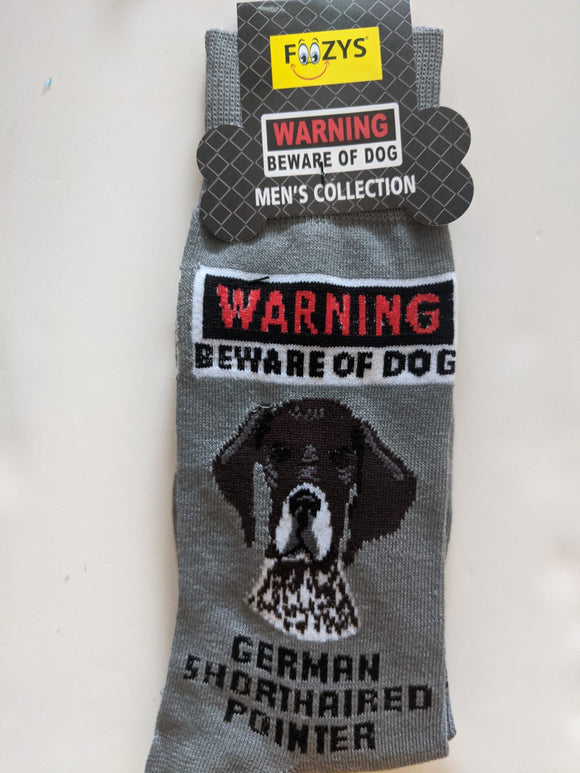 FOOZYS
WARNING
BEWARE OF DOG
MEN'S COLLECTION
WARNING
BEWARE OF DOG
GERMAN
SHORTHAIRED
POINTER